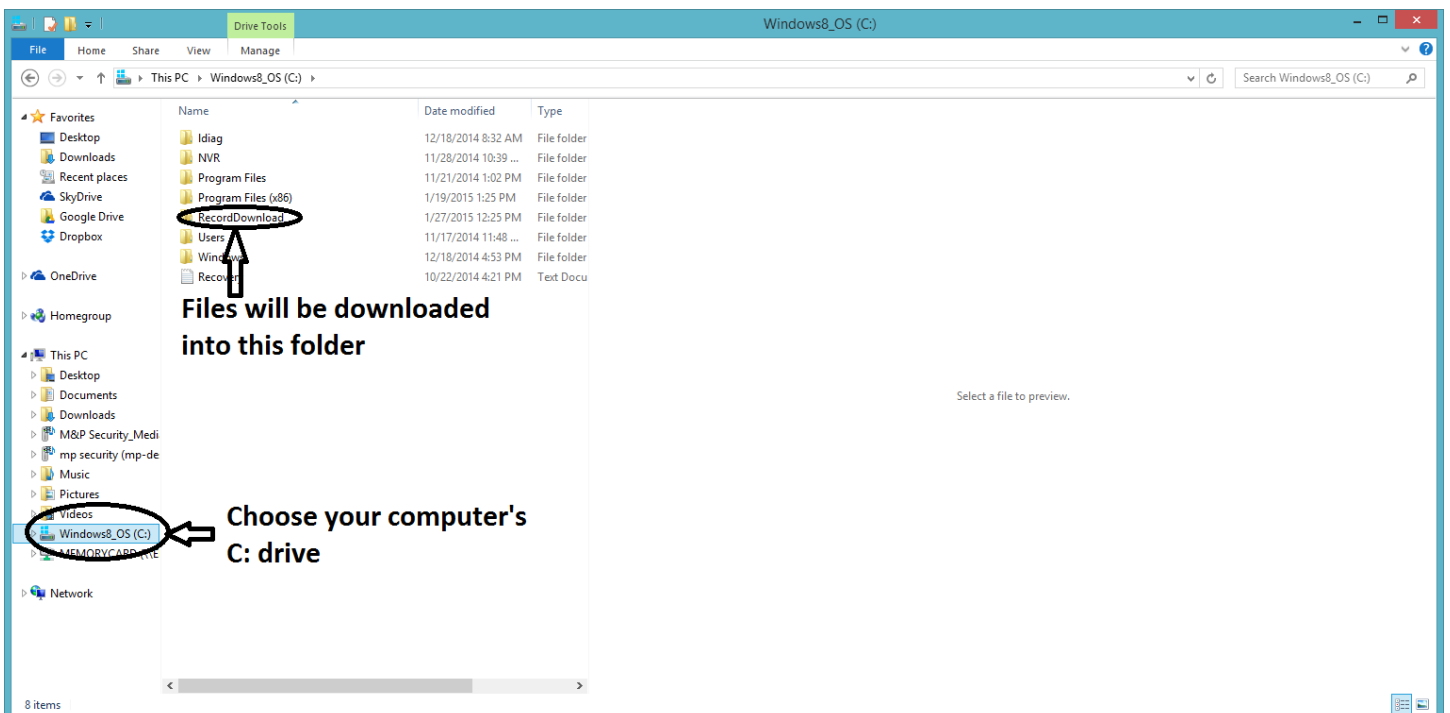 Drive Tools
Windows8_OS (C:)
File Home Share View Manage
This PC Windows8_OS (C:)
Search Windows8_OS (C:)
Favorites
Desktop
Downloads
Recent places
SkyDrive
Google Drive
Dropbox
OneDrive
Homegroup
This PC
Desktop
Documents
Downloads
M&P Security_Medi
mp security (mp-de
Music
Pictures
Videos
Windows8_OS (C:)
MEMORYCARD
Network
Name Date modified Type
Idiag 12/18/2014 8:32 AM File folder
NVR 11/28/2014 10:39 ... File folder
Program Files 11/21/2014 1:02 PM File folder
Program Files (x86) 1/19/2015 1:25 PM File folder
RecordDownload 1/27/2015 12:25 PM File folder
Users 11/17/2014 11:48 ... File folder
Windows 12/18/2014 4:53 PM File folder
Recovery 10/22/2014 4:21 PM Text Docu
Files will be downloaded
into this folder
Choose your computer's
C: drive
Select a file to preview.
8 items